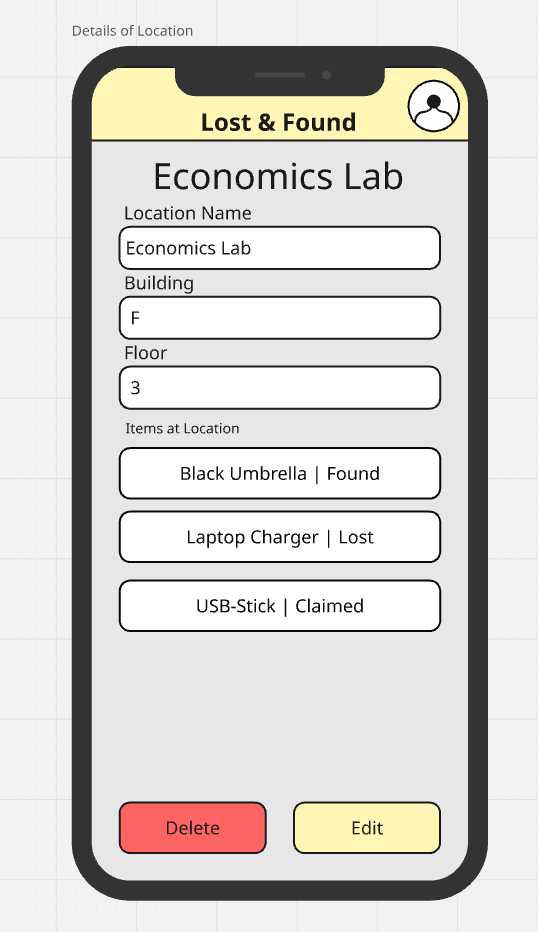 Details of Location
Lost & Found
Economics Lab
Location Name
Economics Lab
Building
F
Floor
3
Items at Location
Black Umbrella | Found
Laptop Charger | Lost
USB-Stick | Claimed
Delete
Edit